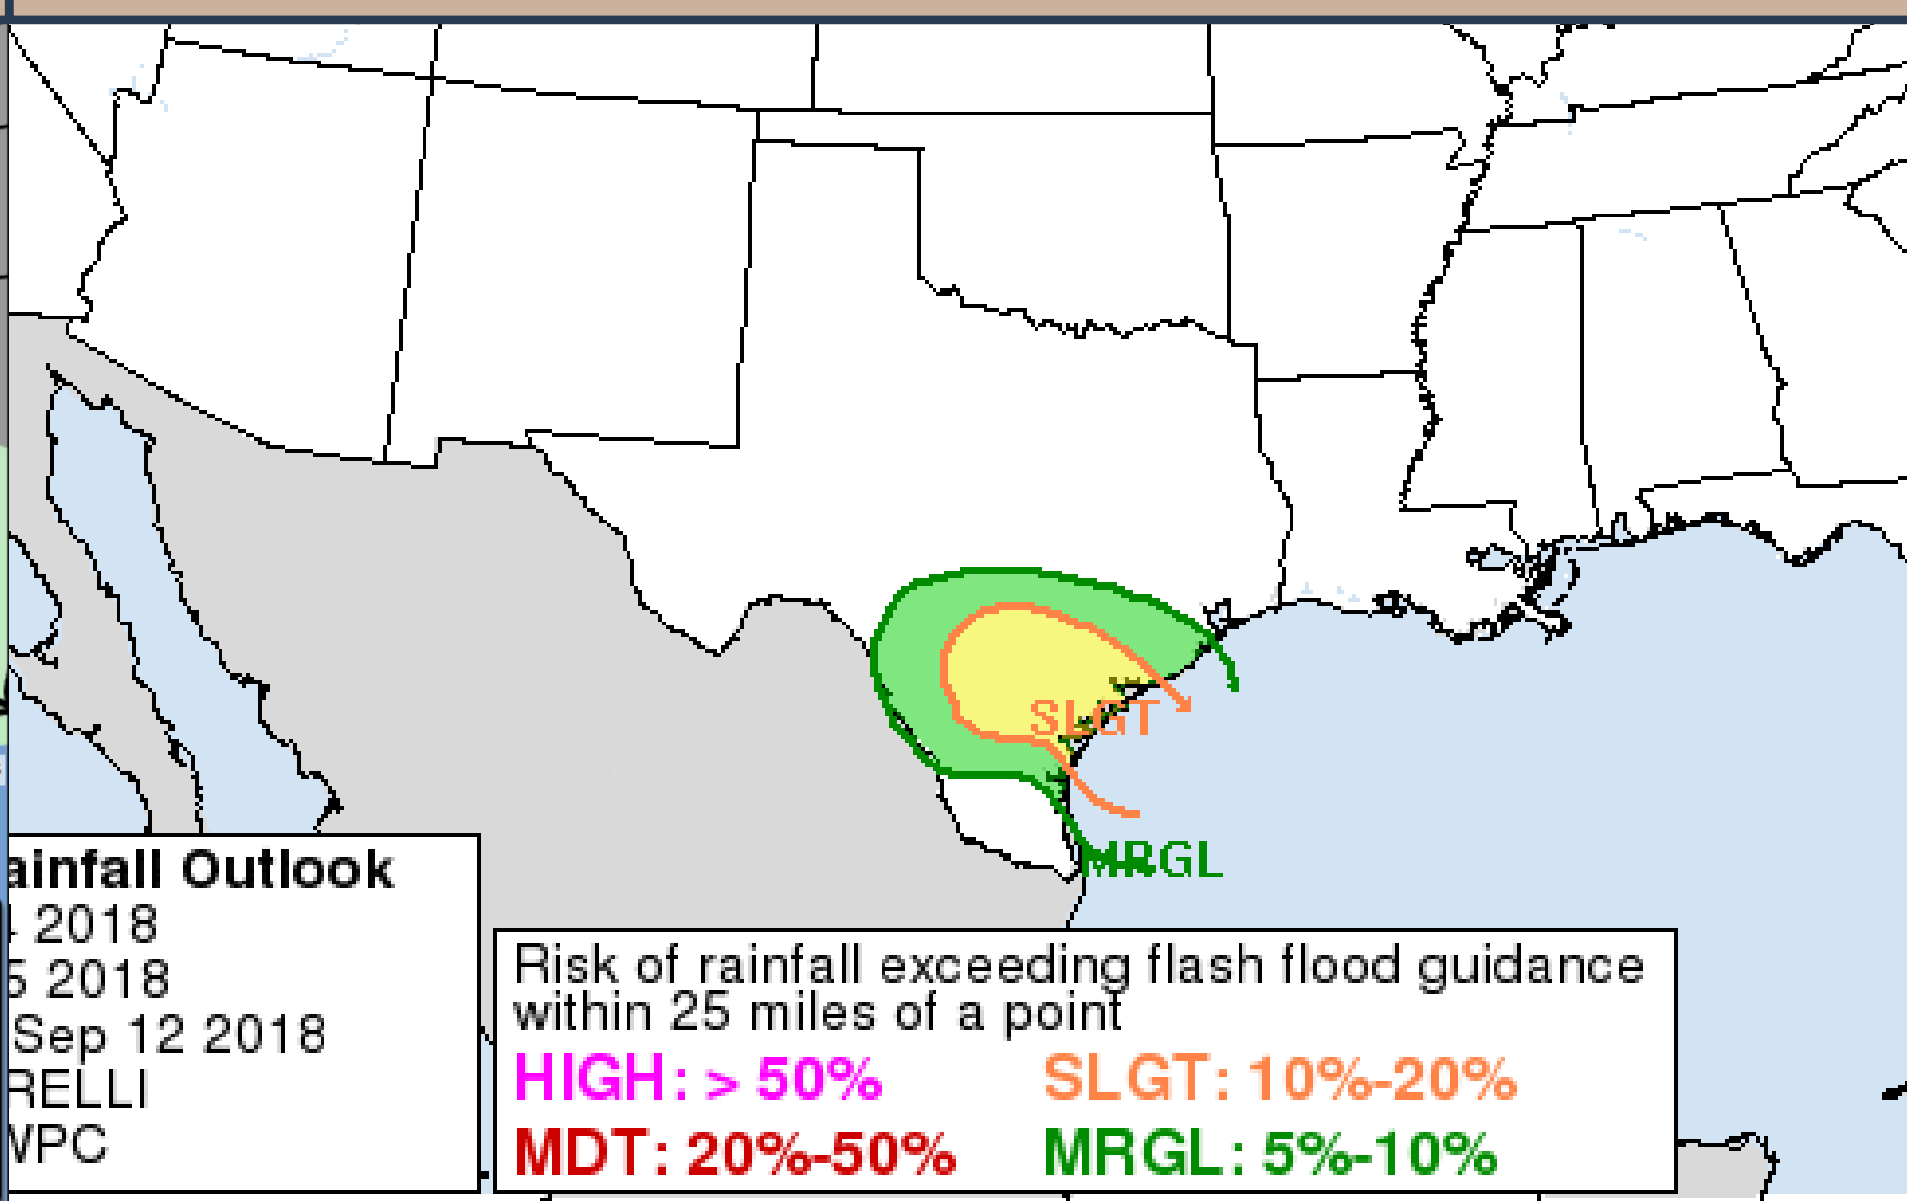 SLGT
MRGL
ainfall Outlook
2018
5 2018
Sep 12 2018
RELLI
WPC
Risk of rainfall exceeding flash flood guidance
within 25 miles of a point
HIGH: > 50% SLGT: 10%-20%
MDT: 20%-50% MRGL: 5%-10%